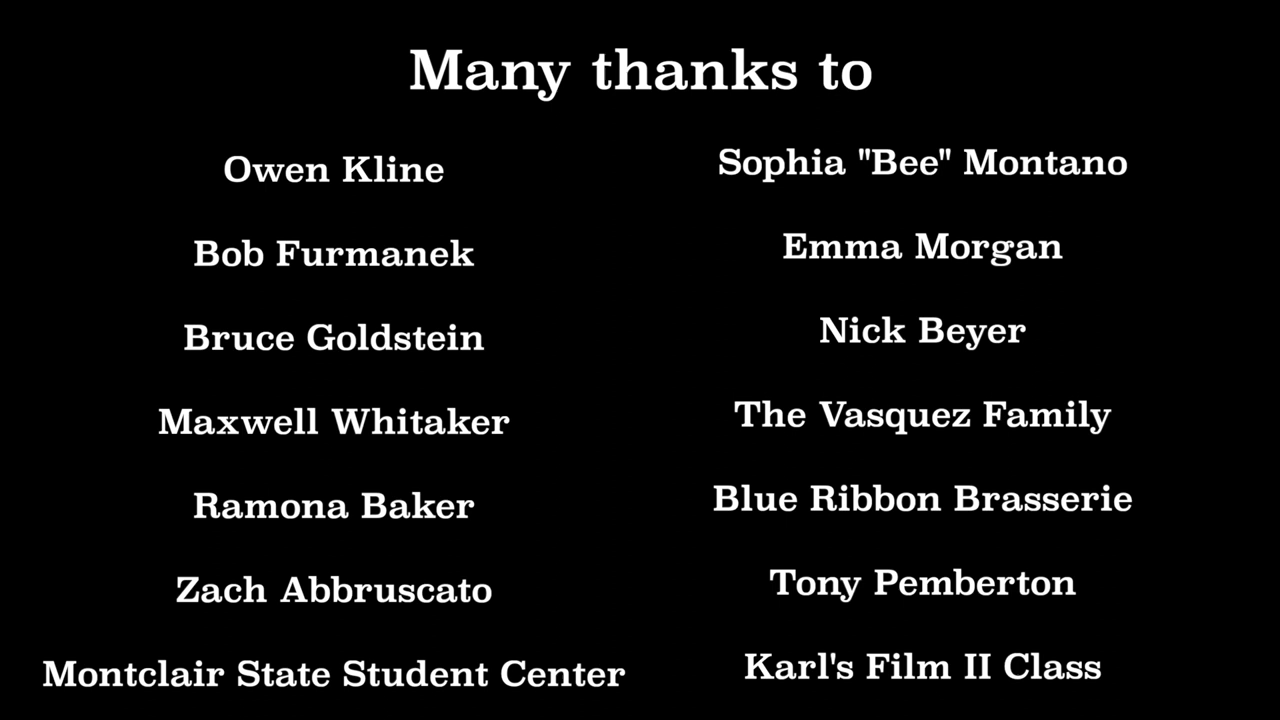 Many thanks to
Owen Kline
Bob Furmanek
Bruce Goldstein
Maxwell Whitaker
Ramona Baker
Zach Abbruscato
Montclair State Student Center
Sophia "Bee" Montano
Emma Morgan
Nick Beyer
The Vasquez Family
Blue Ribbon Brasserie
Tony Pemberton
Karl's Film II Class